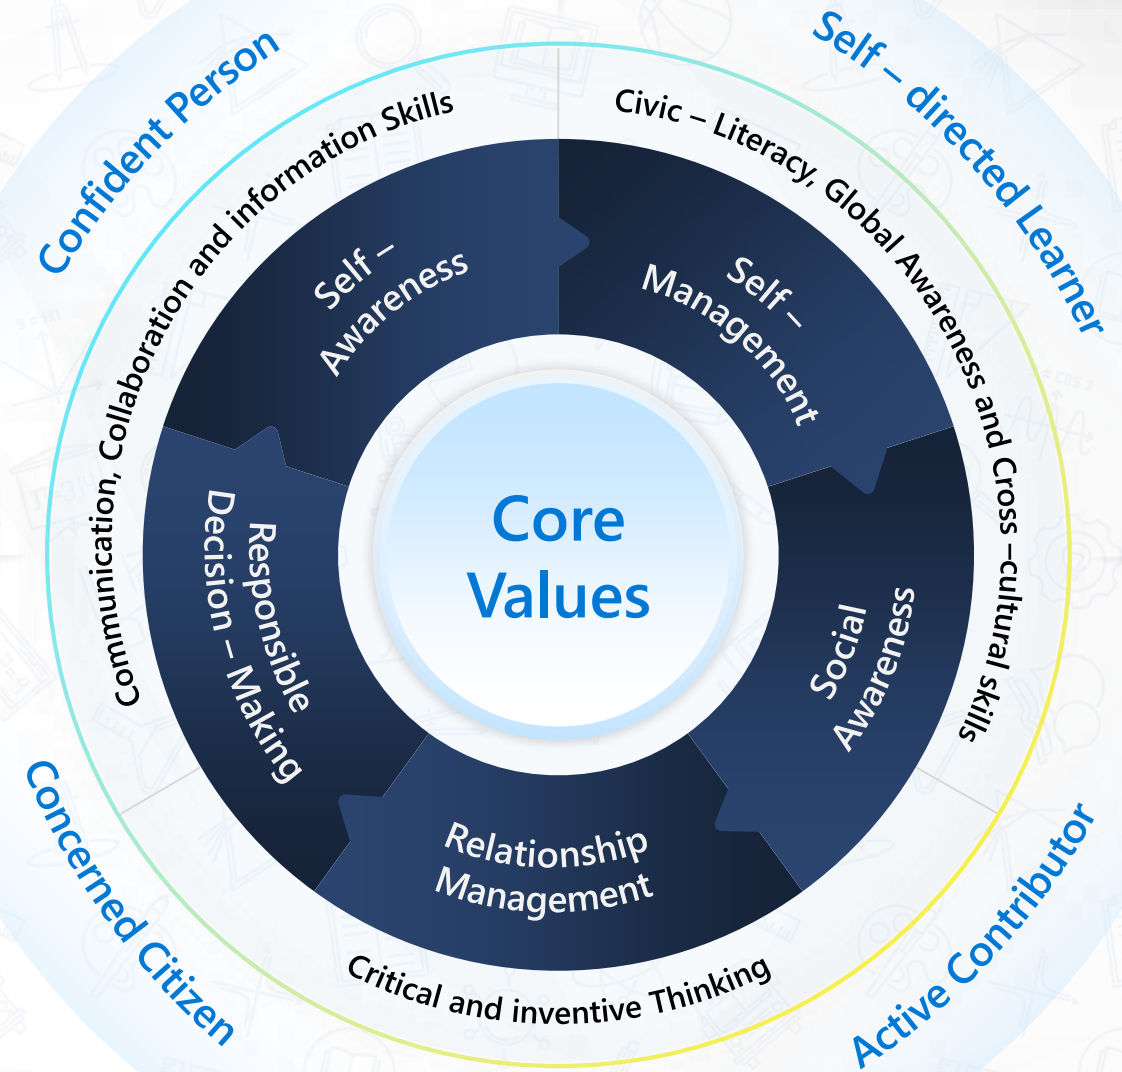 Confident Person
Self – directed Learner
Communication, Collaboration and information Skills
Civic – Literacy, Global Awareness and Cross –cultural skills
Self –
Awareness
Self –
Management
Core
Values
Responsible
Decision – Making
Social
Awareness
Relationship
Management
Critical and inventive Thinking
Concerned Citizen
Active Contributor